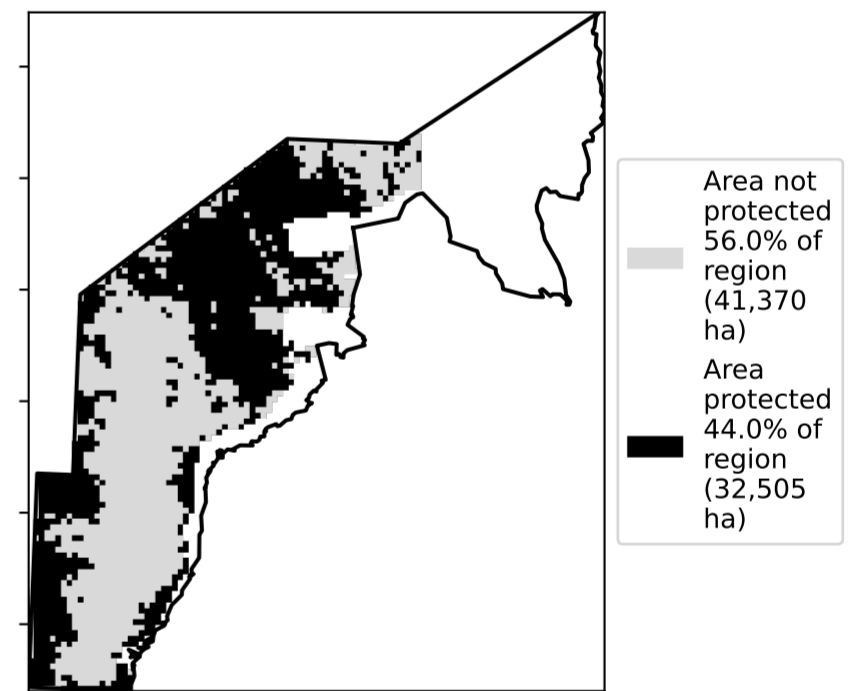 Area not
protected
56.0% of
region
(41,370
ha)
Area
protected
44.0% of
region
(32,505
ha)